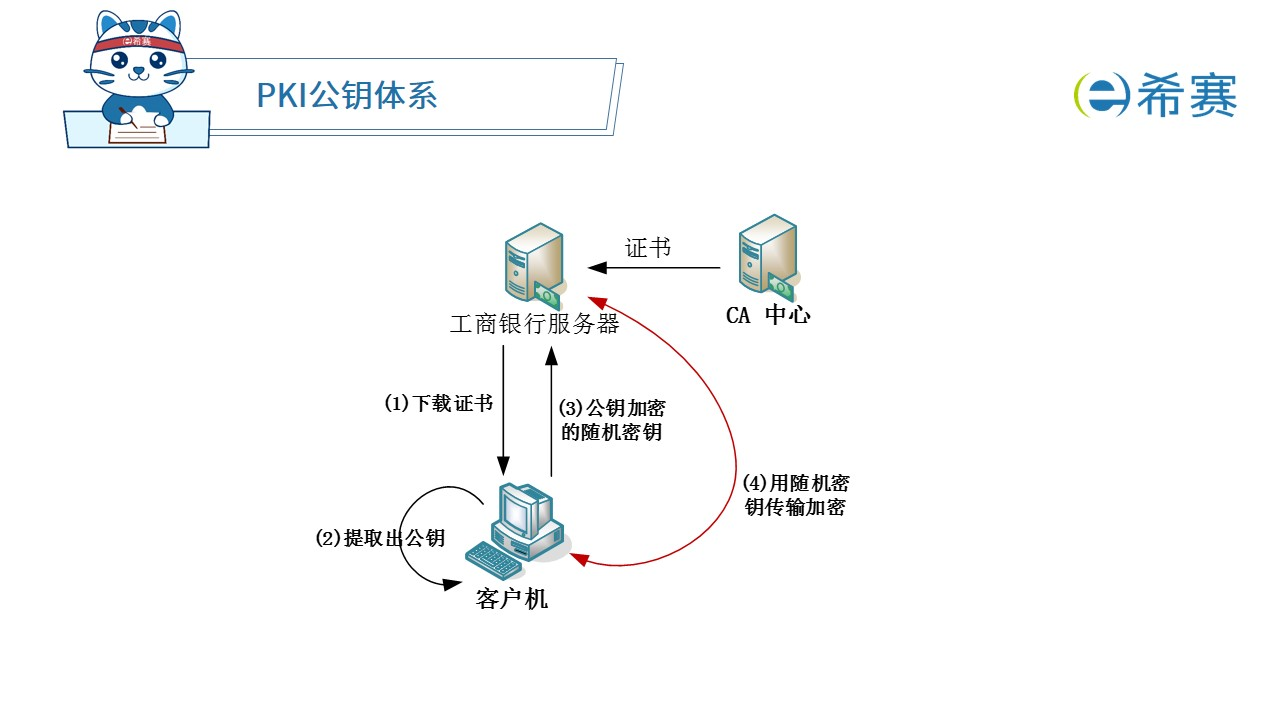 希赛
PKI公钥体系
希赛
证书
工商银行服务器
CA 中心
(1)下载证书
(3)公钥加密
的随机密钥
(4)用随机密
钥传输加密
(2)提取出公钥
客户机